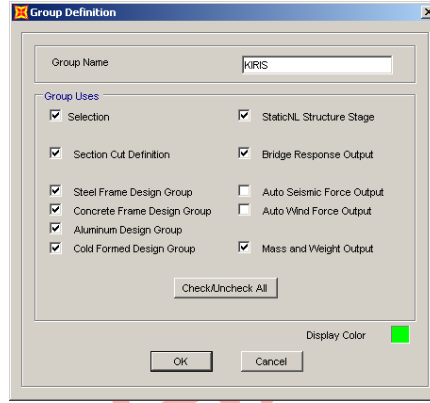 Group Definition
Group Name KIRIS
Group Uses
Selection StaticNL Structure Stage
Section Cut Definition Bridge Response Output
Steel Frame Design Group Auto Seismic Force Output
Concrete Frame Design Group Auto Wind Force Output
Aluminum Design Group
Cold Formed Design Group Mass and Weight Output
Check/Uncheck All
Display Color
OK Cancel